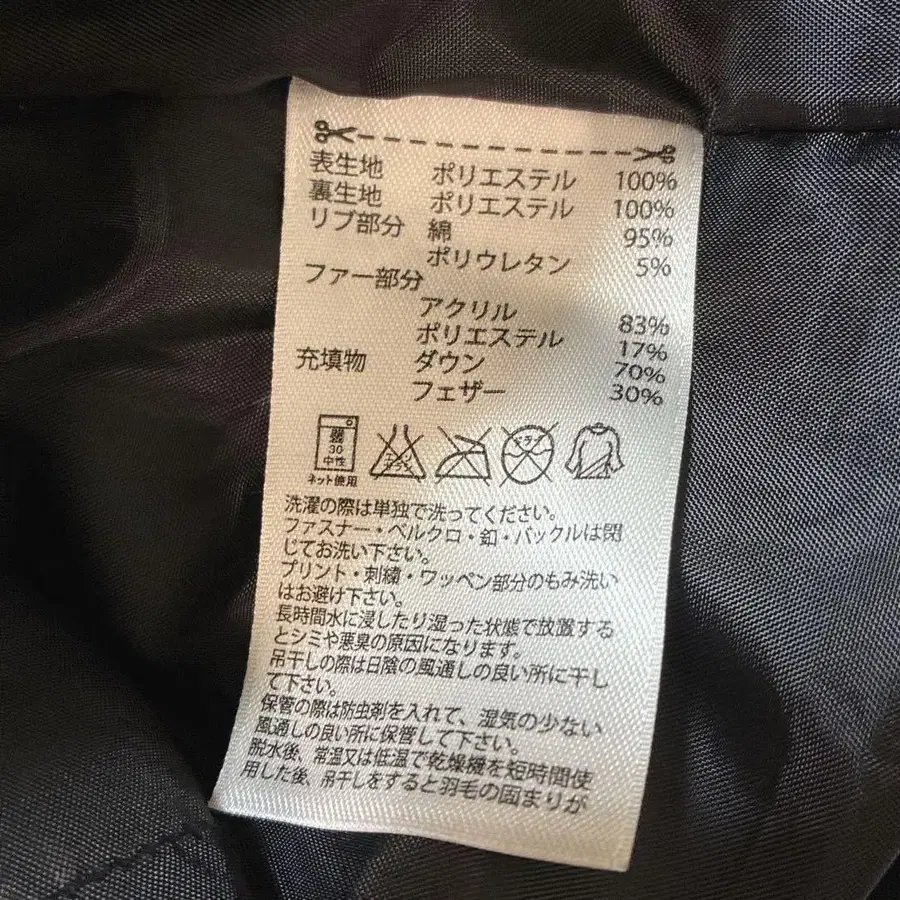 表生地 ポリエステル 100%
裏生地 ポリエステル 100%
リブ部分 綿 95%
ポリウレタン 5%
ファー部分
アクリル 83%
ポリエステル 17%
充填物 ダウン 70%
フェザー 30%
弱
30
中性
エンソ
サラシ
ドライ
ネット使用
洗濯の際は単独で洗ってください。
ファスナー・ベルクロ・釦・バックルは閉
じてお洗い下さい。
プリント・刺繍・ワッペン部分のもみ洗い
はお避け下さい。
長時間水に浸したり湿った状態で放置する
とシミや悪臭の原因になります。
吊干しの際は日陰の風通しの良い所に干し
て下さい。
保管の際は防虫剤を入れて、湿気の少ない
風通しの良い所に保管して下さい。
脱水後、常温又は低温で乾燥機を短時間使
用した後、吊干しをすると羽毛の固まりが